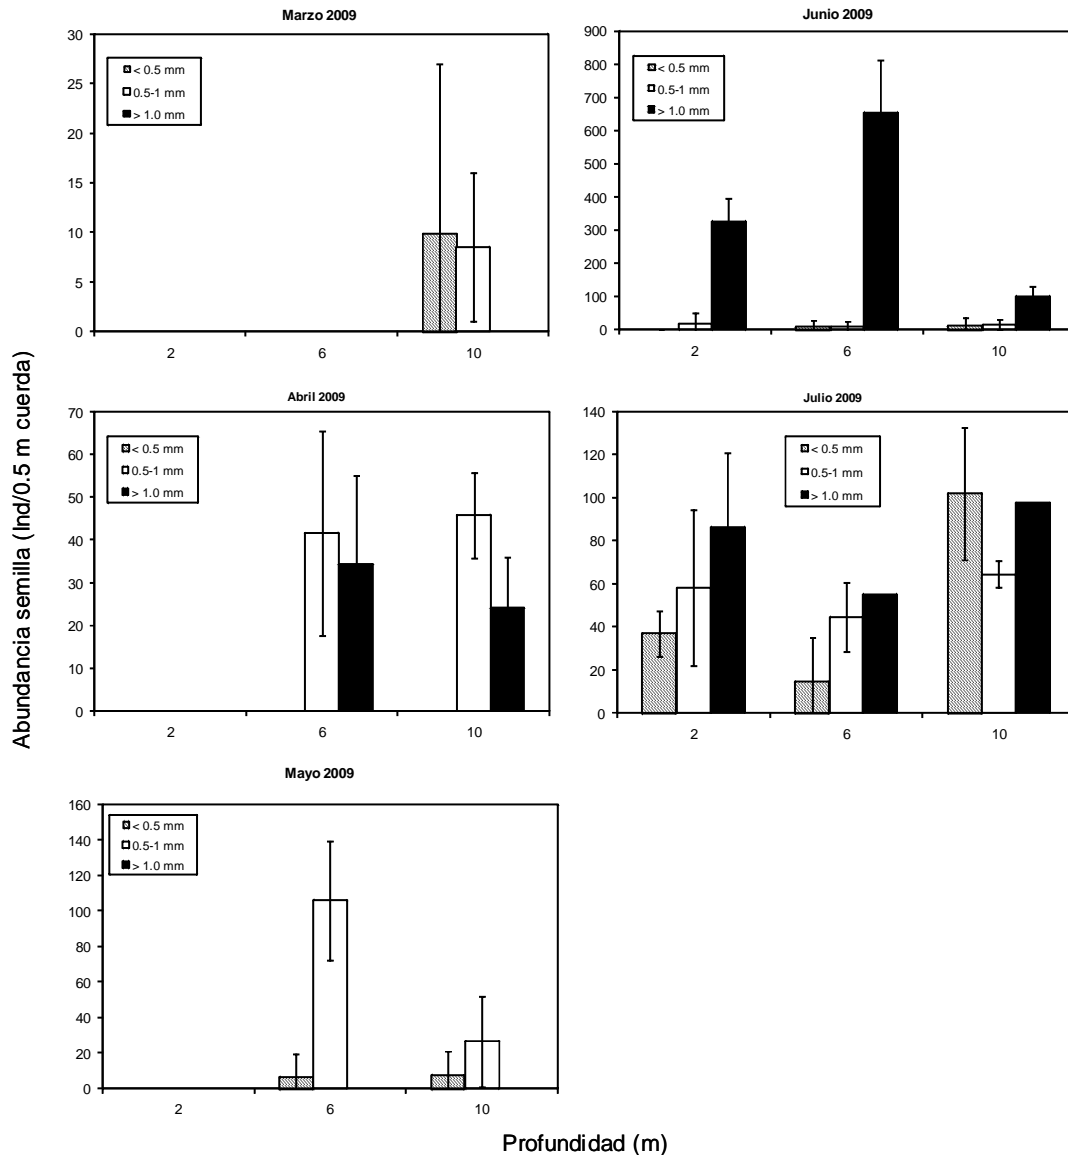 Marzo 2009
30
25
20
15
10
5
0
< 0.5 mm
0.5-1 mm
> 1.0 mm
2 6 10
Junio 2009
900
800
700
600
500
400
300
200
100
0
< 0.5 mm
0.5-1 mm
> 1.0 mm
2 6 10
Abundancia semilla (Ind/0.5 m cuerda)
Abril 2009
70
60
50
40
30
20
10
0
< 0.5 mm
0.5-1 mm
> 1.0 mm
2 6 10
Julio 2009
140
120
100
80
60
40
20
0
< 0.5 mm
0.5-1 mm
> 1.0 mm
2 6 10
Mayo 2009
160
140
120
100
80
60
40
20
0
< 0.5 mm
0.5-1 mm
> 1.0 mm
2 6 10
Profundidad (m)